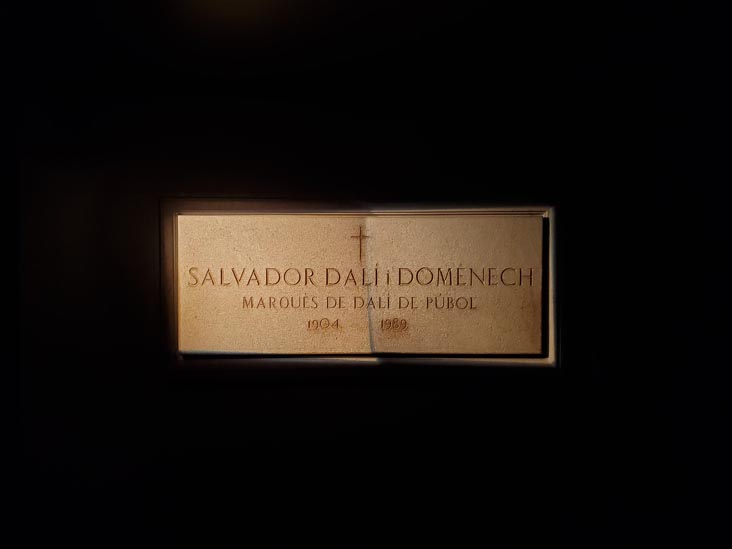 SALVADOR DALÍ i DOMÈNECH
MARQUÈS DE DALÍ DE PÚBOL
1904 1989